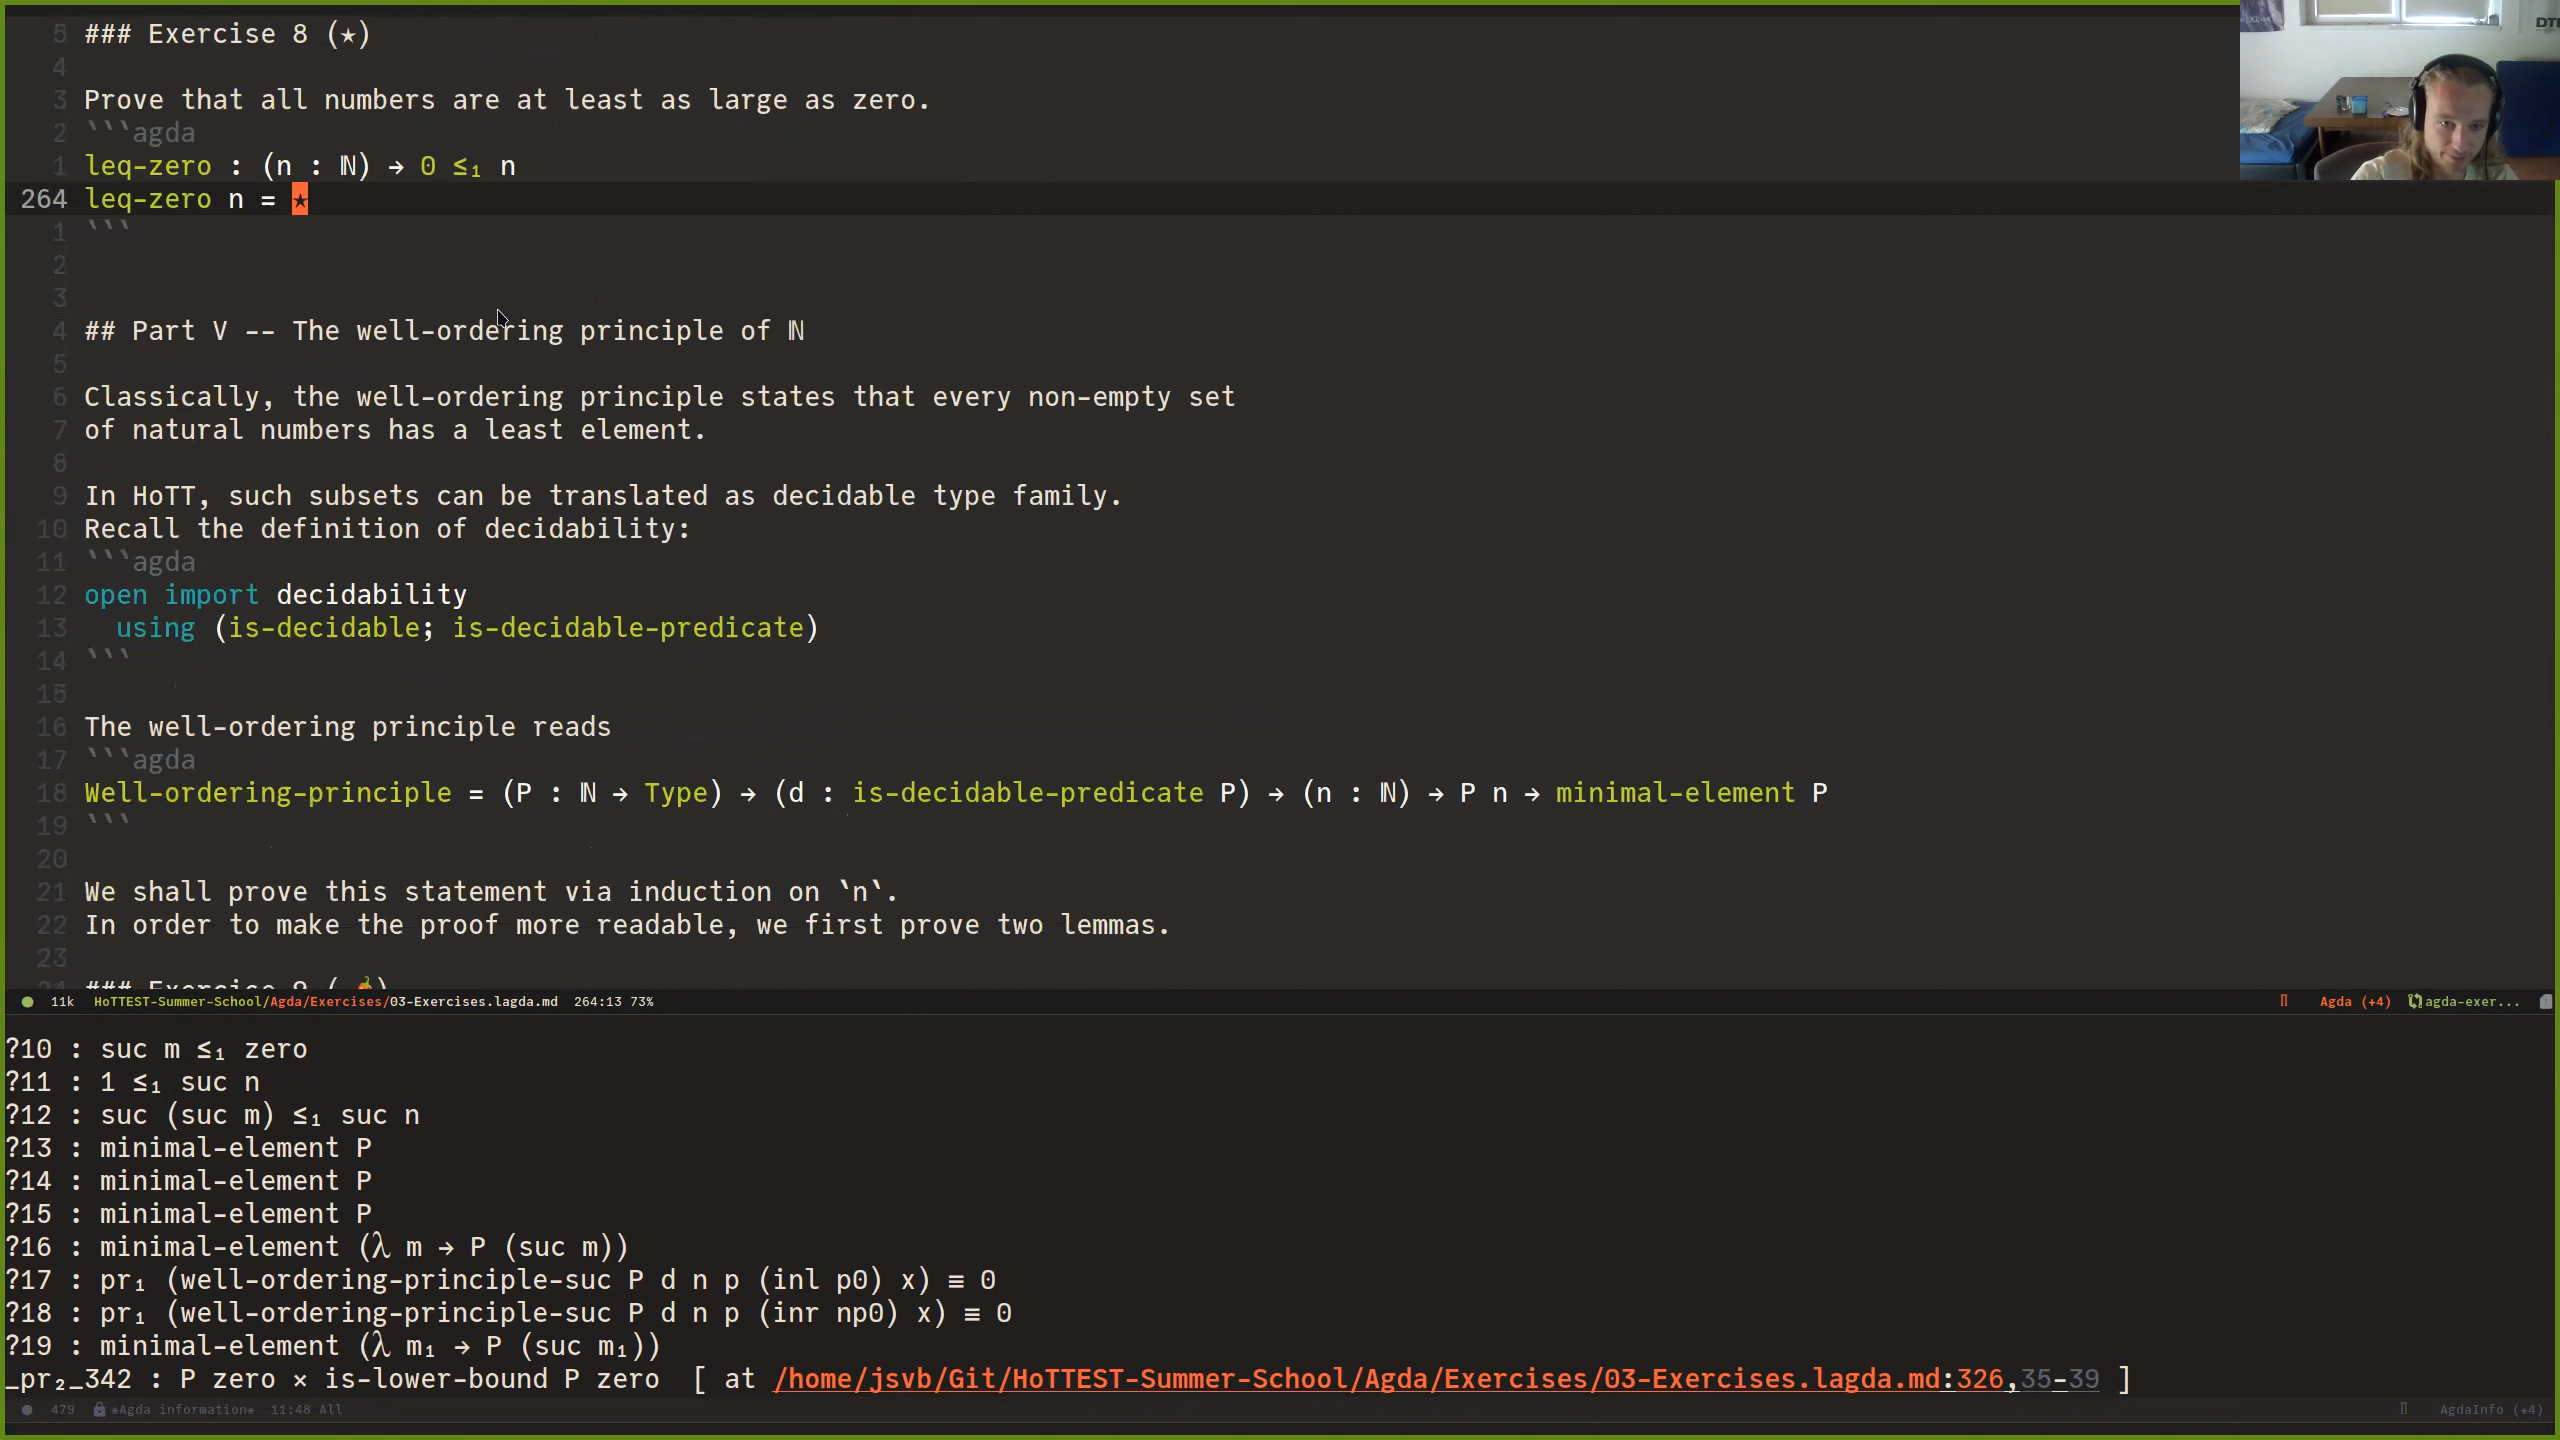 5 ### Exercise 8 (★)
4
3 Prove that all numbers are at least as large as zero.
2 ```agda
1 leq-zero : (n : ℕ) → 0 ≤₁ n
264 leq-zero n = ★
1 ```
2
3
4 ## Part V -- The well-ordering principle of ℕ
5
6 Classically, the well-ordering principle states that every non-empty set
7 of natural numbers has a least element.
8
9 In HoTT, such subsets can be translated as decidable type family.
10 Recall the definition of decidability:
11 ```agda
12 open import decidability
13   using (is-decidable; is-decidable-predicate)
14 ```
15
16 The well-ordering principle reads
17 ```agda
18 Well-ordering-principle = (P : ℕ → Type) → (d : is-decidable-predicate P) → (n : ℕ) → P n → minimal-element P
19 ```
20
21 We shall prove this statement via induction on `n`.
22 In order to make the proof more readable, we first prove two lemmas.
23
24 ### Exercise 9 (🌶)
11k HoTTEST-Summer-School/Agda/Exercises/03-Exercises.lagda.md 264:13 73% Agda (+4) agda-exer...
?10 : suc m ≤₁ zero
?11 : 1 ≤₁ suc n
?12 : suc (suc m) ≤₁ suc n
?13 : minimal-element P
?14 : minimal-element P
?15 : minimal-element P
?16 : minimal-element (λ m → P (suc m))
?17 : pr₁ (well-ordering-principle-suc P d n p (inl p0) x) ≡ 0
?18 : pr₁ (well-ordering-principle-suc P d n p (inr np0) x) ≡ 0
?19 : minimal-element (λ m₁ → P (suc m₁))
_pr₂_342 : P zero × is-lower-bound P zero  [ at /home/jsvb/Git/HoTTEST-Summer-School/Agda/Exercises/03-Exercises.lagda.md:326,35-39 ]
479 *Agda information* 11:48 All AgdaInfo (+4)